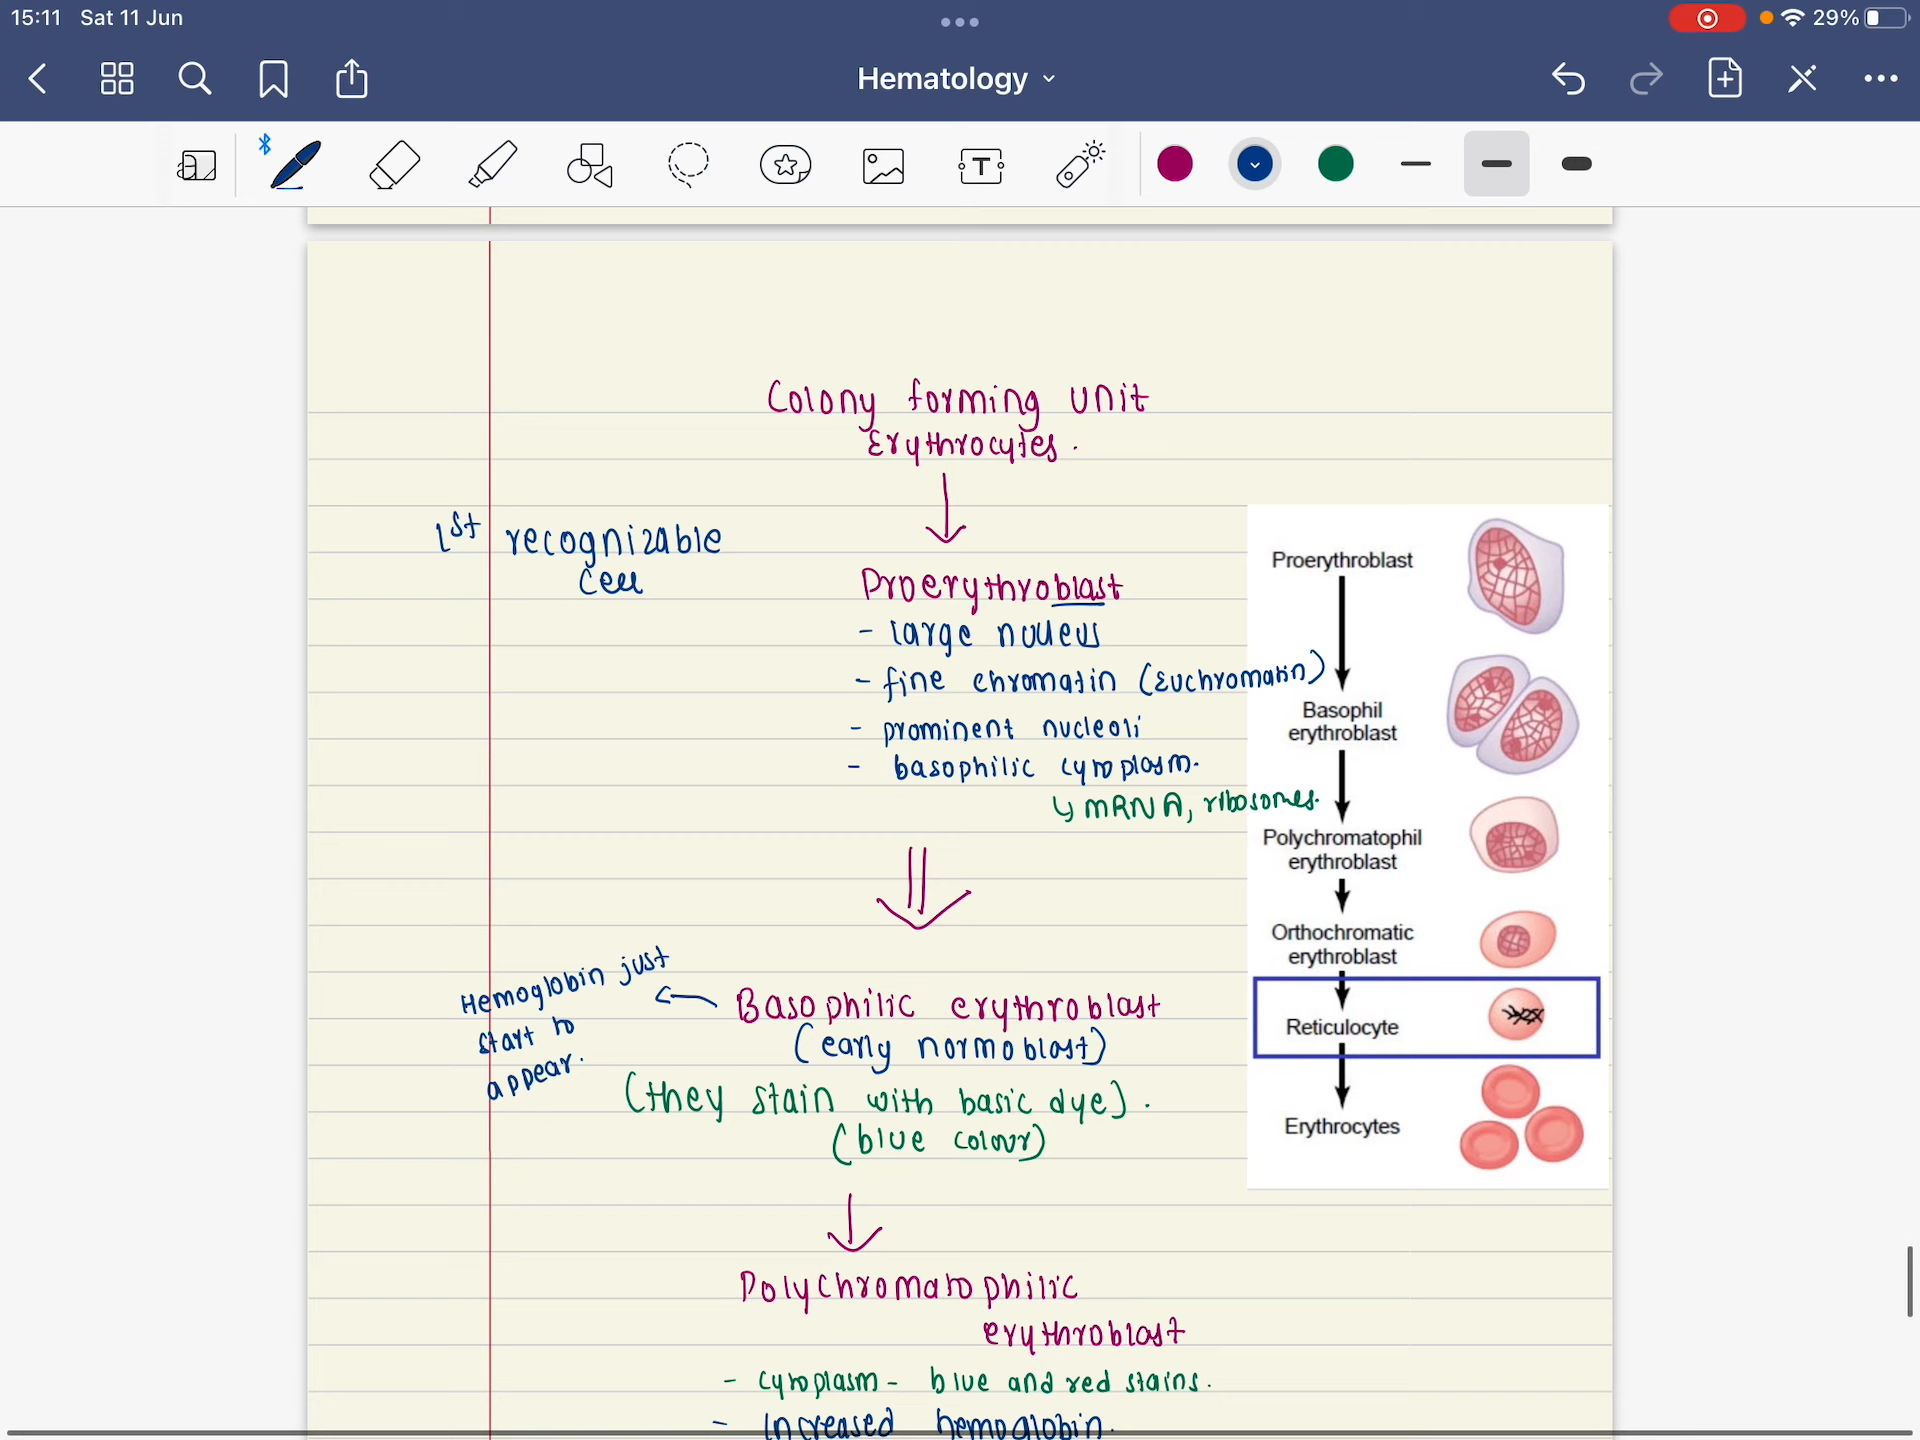 15:11 Sat 11 Jun
29%
Hematology
Colony forming unit
Erythrocytes.
1st recognizable
cell
Proerythroblast
- large nucleus
- fine chromatin (Euchromatin)
- prominent nucleoli
- basophilic cytoplasm.
↳ mRNA, ribosomes.
Hemoglobin just
start to
appear.
Basophilic erythroblast
(early normoblast)
(they stain with basic dye).
(blue colour)
Polychromatophilic
erythroblast
- cytoplasm - blue and red stains.
- Increased hemoglobin.
Proerythroblast
Basophil
erythroblast
Polychromatophil
erythroblast
Orthochromatic
erythroblast
Reticulocyte
Erythrocytes